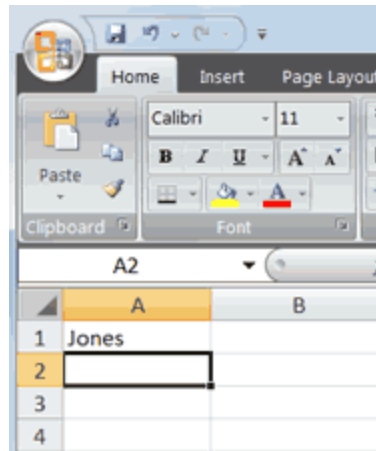 Home Insert Page Layou
Calibri 11
B I U A A
Paste A
Clipboard Font
A2
A B
1 Jones
2
3
4